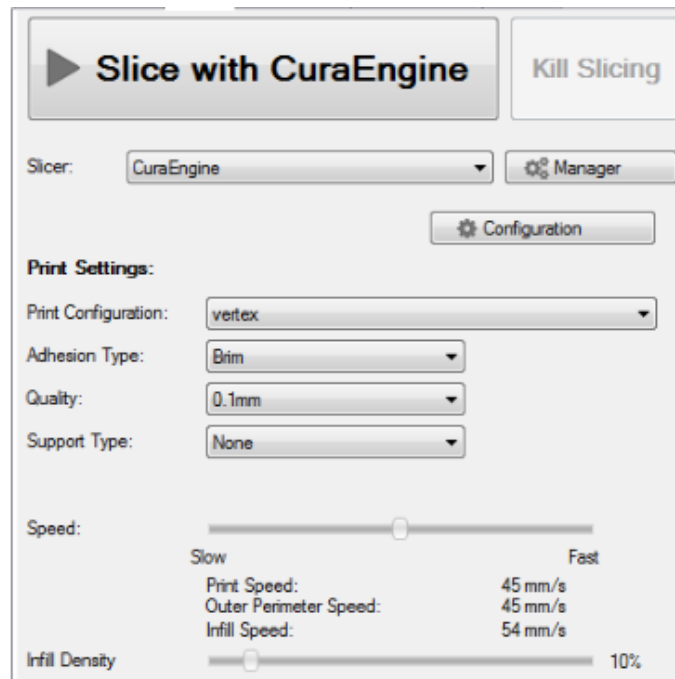 Slice with CuraEngine Kill Slicing
Slicer: CuraEngine Manager
Configuration
Print Settings:
Print Configuration: vertex
Adhesion Type: Brim
Quality: 0.1mm
Support Type: None
Speed:
Slow Fast
Print Speed: 45 mm/s
Outer Perimeter Speed: 45 mm/s
Infill Speed: 54 mm/s
Infill Density 10%